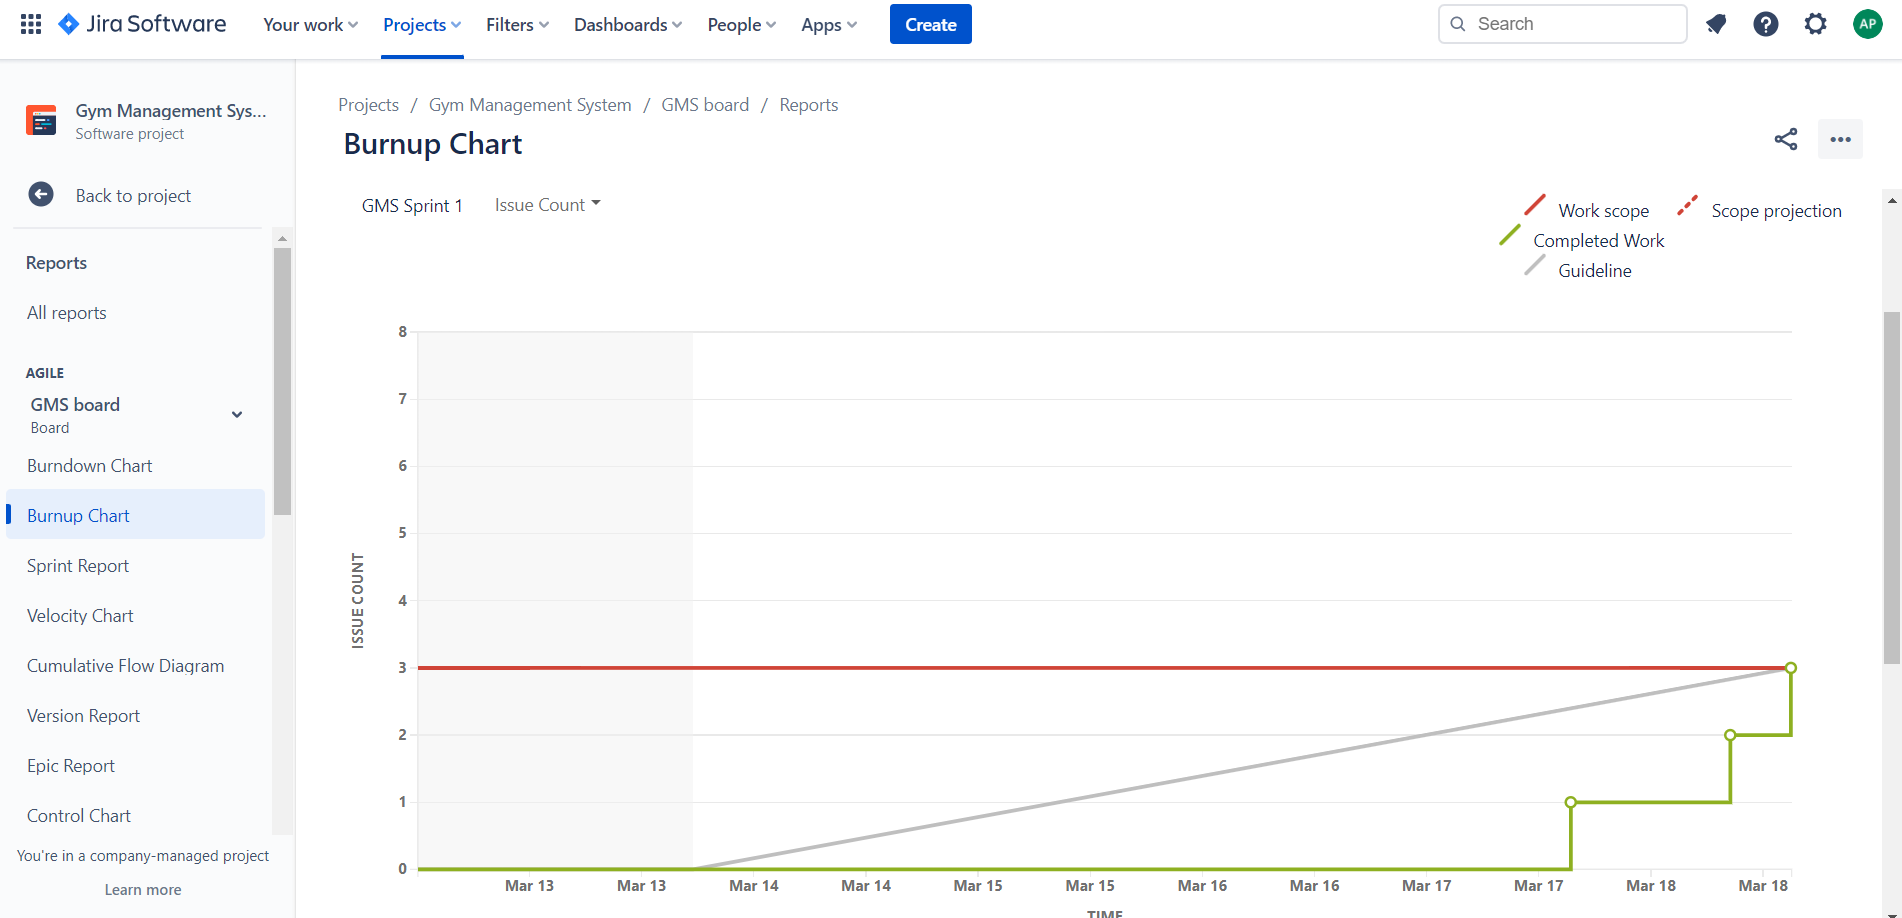 Jira Software
Your work
Projects
Filters
Dashboards
People
Apps
Create
Search
AP
Gym Management Sys...
Software project
Back to project
Reports
All reports
AGILE
GMS board
Board
Burndown Chart
Burnup Chart
Sprint Report
Velocity Chart
Cumulative Flow Diagram
Version Report
Epic Report
Control Chart
You're in a company-managed project
Learn more
Projects / Gym Management System / GMS board / Reports
Burnup Chart
GMS Sprint 1
Issue Count
Work scope
Scope projection
Completed Work
Guideline
8
7
6
5
4
3
2
1
0
ISSUE COUNT
Mar 13
Mar 13
Mar 14
Mar 14
Mar 15
Mar 15
Mar 16
Mar 16
Mar 17
Mar 17
Mar 18
Mar 18
TIME